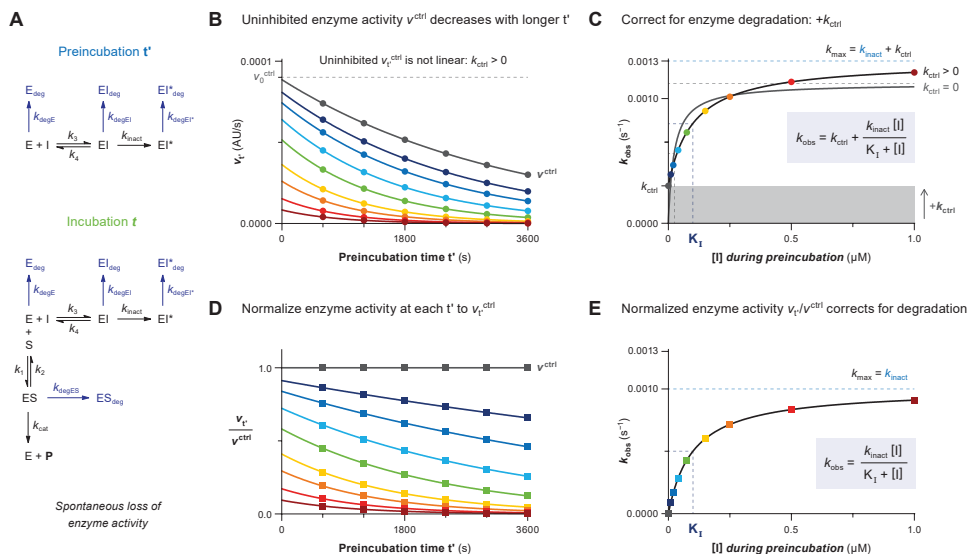 A
Preincubation t'
E_deg EI_deg EI*_deg
k_degE k_degEI k_degEI*
k_3 k_inact
E + I EI EI*
k_4
Incubation t
E_deg EI_deg EI*_deg
k_degE k_degEI k_degEI*
k_3 k_inact
E + I EI EI*
k_4
+
S
k_1 k_2
k_degES
ES ES_deg
k_cat
E + P
Spontaneous loss of
enzyme activity
B Uninhibited enzyme activity v^ctrl decreases with longer t'
0.0001
v_0^ctrl
Uninhibited v_t'^ctrl is not linear: k_ctrl > 0
v_t' (AU/s)
v^ctrl
0.0000
0 1800 3600
Preincubation time t' (s)
C Correct for enzyme degradation: +k_ctrl
k_max = k_inact + k_ctrl
0.0013
k_ctrl > 0
k_ctrl = 0
0.0010
k_obs (s⁻¹)
k_obs = k_ctrl + k_inact [I] / K_I + [I]
k_ctrl
+k_ctrl
0.0000
0 K_I 0.5 1.0
[I] during preincubation (µM)
D Normalize enzyme activity at each t' to v_t'^ctrl
1.0
v^ctrl
v_t'
v^ctrl
0.0
0 1800 3600
Preincubation time t' (s)
E Normalized enzyme activity v_t'/v^ctrl corrects for degradation
0.0013
k_max = k_inact
0.0010
k_obs (s⁻¹)
k_obs = k_inact [I] / K_I + [I]
0.0000
0 K_I 0.5 1.0
[I] during preincubation (µM)